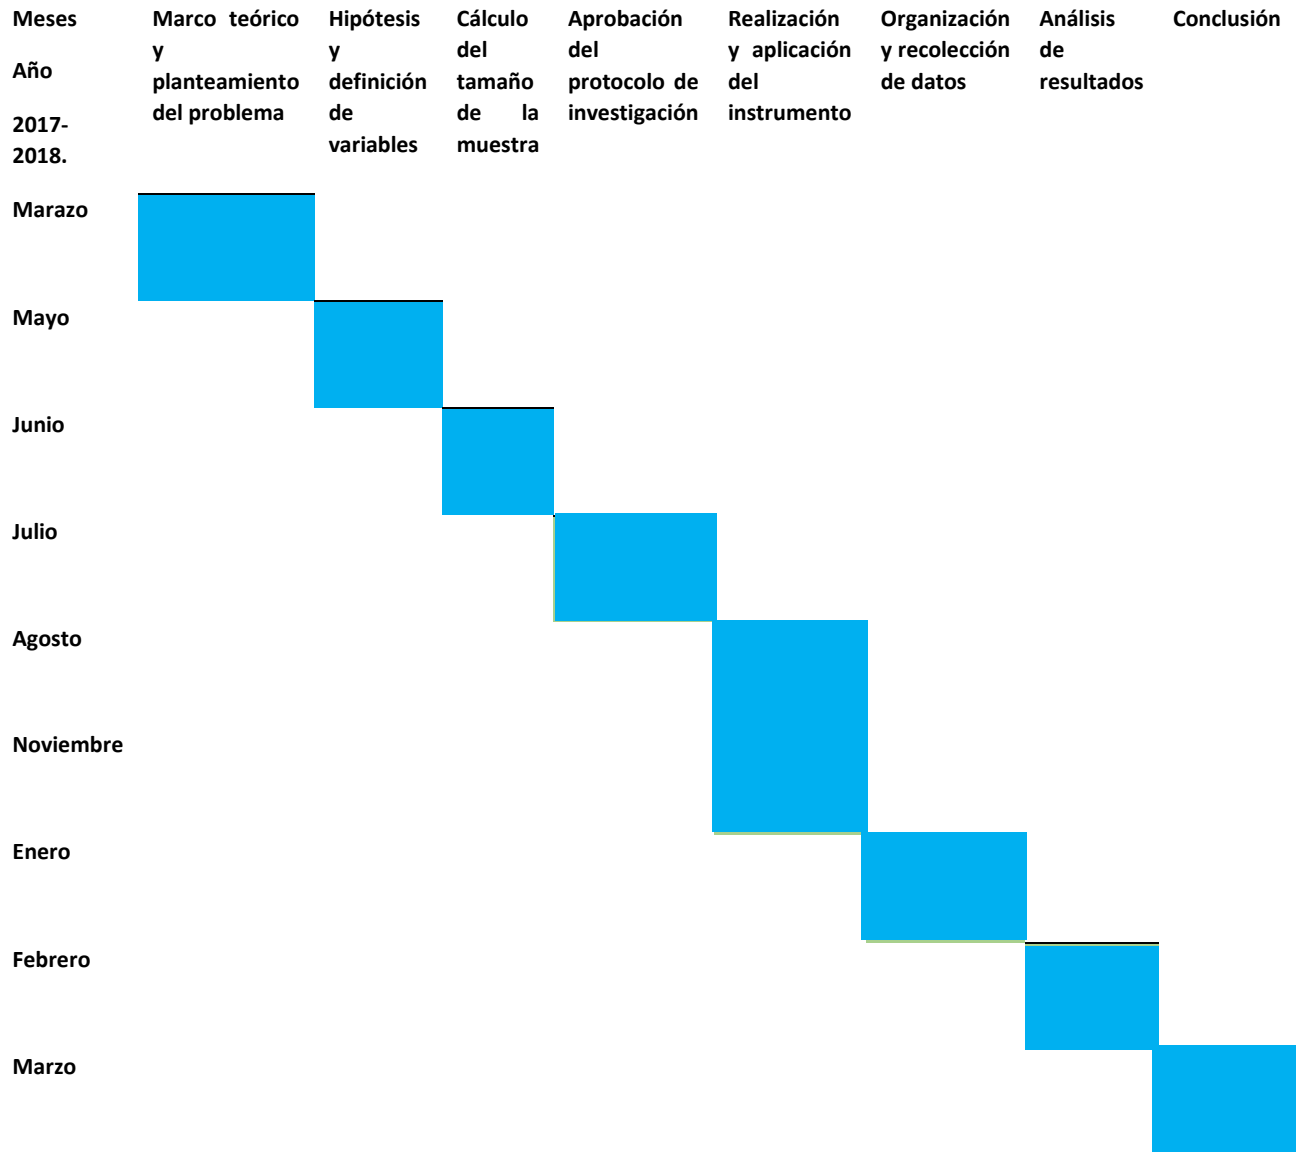 Meses
Año
2017-
2018.
Marco teórico
y
planteamiento
del problema
Hipótesis
y
definición
de
variables
Cálculo
del
tamaño
de la
muestra
Aprobación
del
protocolo de
investigación
Realización
y aplicación
del
instrumento
Organización
y recolección
de datos
Análisis
de
resultados
Conclusión
Marazo
Mayo
Junio
Julio
Agosto
Noviembre
Enero
Febrero
Marzo